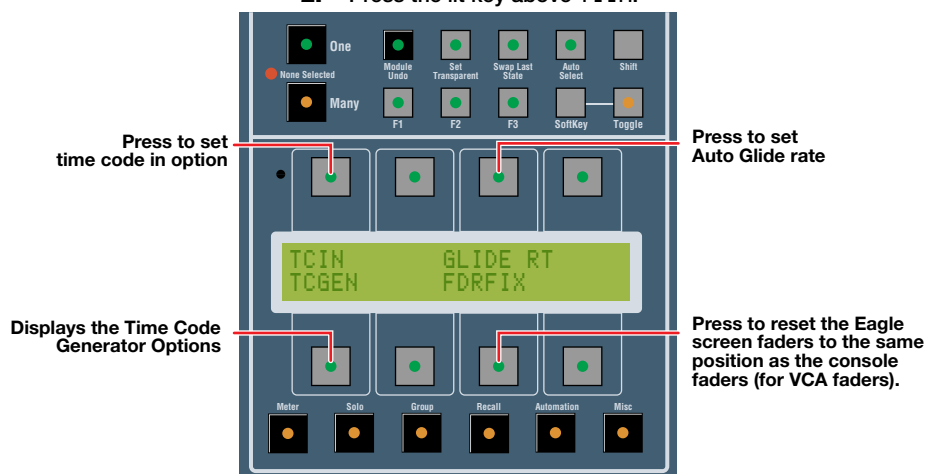 2. Press the lit key above TCIN.
One
None Selected
Many
Module
Undo
Set
Transparent
Swap Last
State
Auto
Select
Shift
F1
F2
F3
SoftKey
Toggle
Press to set
time code in option
Press to set
Auto Glide rate
TCIN GLIDE RT
TCGEN FDRFIX
Displays the Time Code
Generator Options
Press to reset the Eagle
screen faders to the same
position as the console
faders (for VCA faders).
Meter
Solo
Group
Recall
Automation
Misc